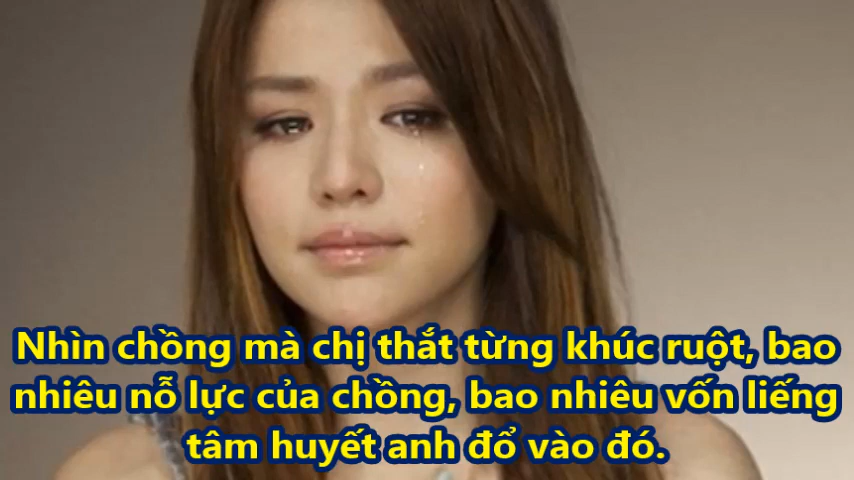 Nhìn chồng mà chị thắt từng khúc ruột, bao
nhiêu nỗ lực của chồng, bao nhiêu vốn liếng
tâm huyết anh đổ vào đó.